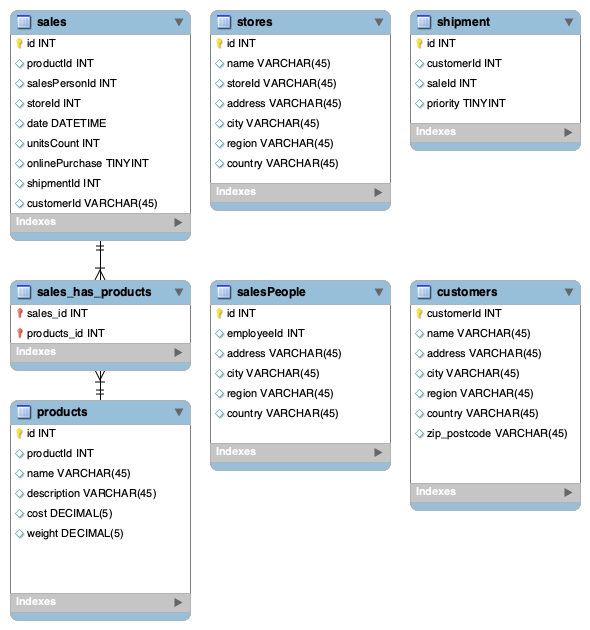 sales
id INT
productId INT
salesPersonId INT
storeId INT
date DATETIME
unitsCount INT
onlinePurchase TINYINT
shipmentId INT
customerId VARCHAR(45)
Indexes
stores
id INT
name VARCHAR(45)
storeId VARCHAR(45)
address VARCHAR(45)
city VARCHAR(45)
region VARCHAR(45)
country VARCHAR(45)
Indexes
shipment
id INT
customerId INT
saleId INT
priority TINYINT
Indexes
sales_has_products
sales_id INT
products_id INT
Indexes
salesPeople
id INT
employeeId INT
address VARCHAR(45)
city VARCHAR(45)
region VARCHAR(45)
country VARCHAR(45)
Indexes
customers
customerId INT
name VARCHAR(45)
address VARCHAR(45)
city VARCHAR(45)
region VARCHAR(45)
country VARCHAR(45)
zip_postcode VARCHAR(45)
Indexes
products
id INT
productId INT
name VARCHAR(45)
description VARCHAR(45)
cost DECIMAL(5)
weight DECIMAL(5)
Indexes